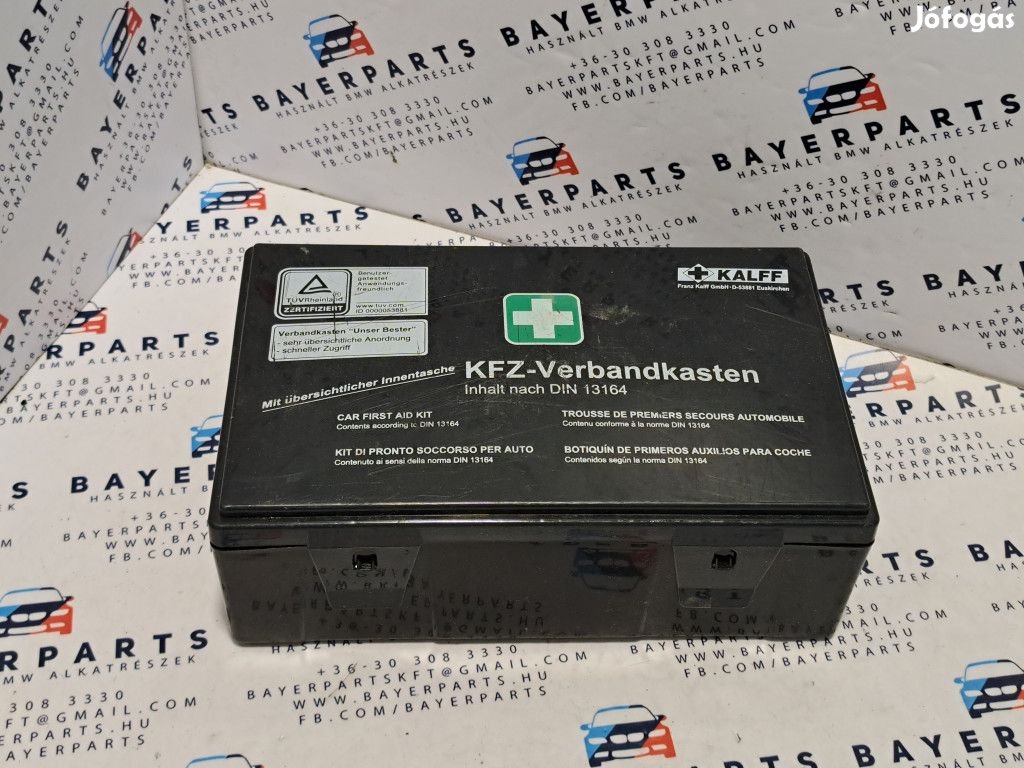 Jófogás
BAYERPARTS
HASZNÁLT BMW ALKATRÉSZEK
+36-30 308 3330
BAYERPARTSKFT@GMAIL.COM
WWW.BAYERPARTS.HU
FB.COM/BAYERPARTS
TÜVRheinland
ZERTIFIZIERT
Benutzer-
getestet
Anwendungs-
freundlich
www.tuv.com
ID 0000053881
Verbandkasten "Unser Bester"
- sehr übersichtliche Anordnung
- schneller Zugriff
KALFF
Franz Kalff GmbH·D-53881 Euskirchen
Mit übersichtlicher Innentasche
KFZ-Verbandkasten
Inhalt nach DIN 13164
CAR FIRST AID KIT
Contents according to DIN 13164
TROUSSE DE PREMIERS SECOURS AUTOMOBILE
Contenu conforme à la norme DIN 13164
KIT DI PRONTO SOCCORSO PER AUTO
Contenuto ai sensi della norma DIN 13164
BOTIQUÍN DE PRIMEROS AUXILIOS PARA COCHE
Contenidos según la norma DIN 13164